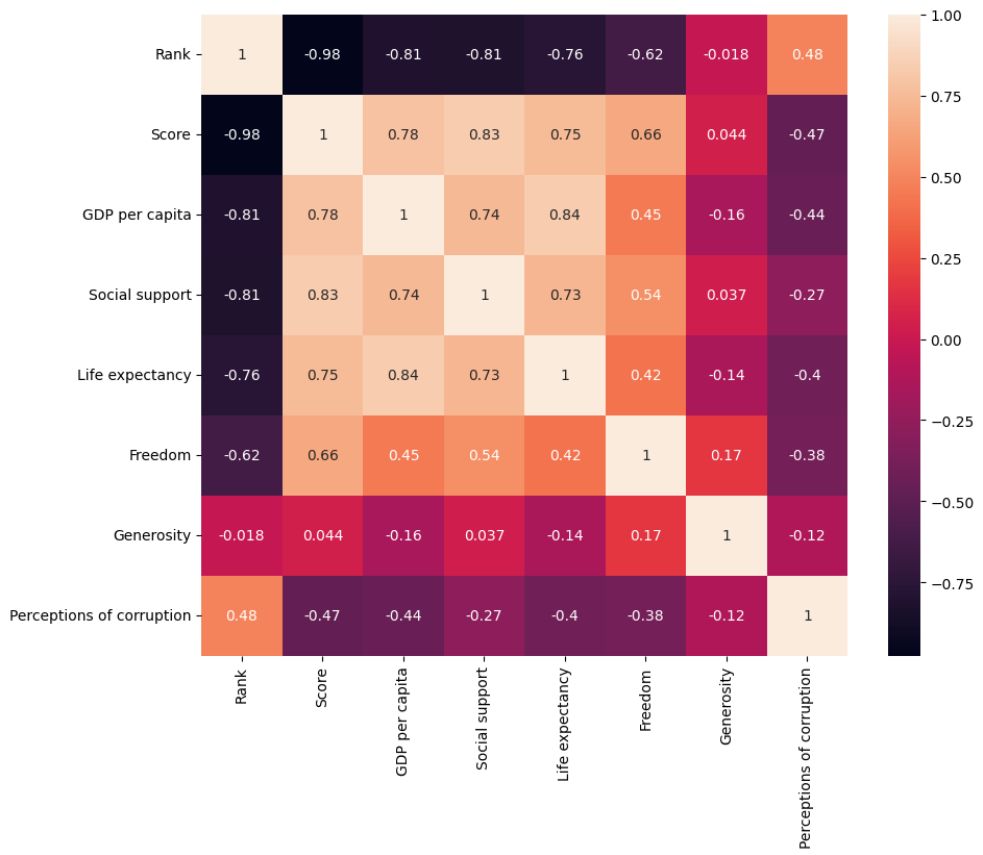 Rank 1 -0.98 -0.81 -0.81 -0.76 -0.62 -0.018 0.48
Score -0.98 1 0.78 0.83 0.75 0.66 0.044 -0.47
GDP per capita -0.81 0.78 1 0.74 0.84 0.45 -0.16 -0.44
Social support -0.81 0.83 0.74 1 0.73 0.54 0.037 -0.27
Life expectancy -0.76 0.75 0.84 0.73 1 0.42 -0.14 -0.4
Freedom -0.62 0.66 0.45 0.54 0.42 1 0.17 -0.38
Generosity -0.018 0.044 -0.16 0.037 -0.14 0.17 1 -0.12
Perceptions of corruption 0.48 -0.47 -0.44 -0.27 -0.4 -0.38 -0.12 1
Rank
Score
GDP per capita
Social support
Life expectancy
Freedom
Generosity
Perceptions of corruption
1.00
0.75
0.50
0.25
0.00
−0.25
−0.50
−0.75